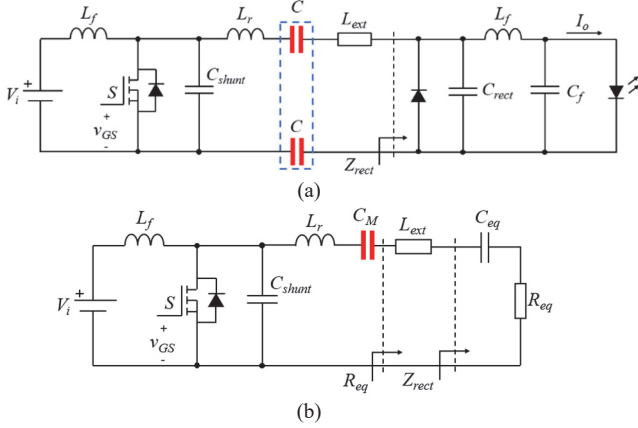 L_f L_r C L_ext L_f I_o
V_i + - S + v_GS - C_shunt C_rect C_f
C Z_rect
(a)
L_f L_r C_M L_ext C_eq
V_i + - S + v_GS - C_shunt R_eq
R_eq Z_rect
(b)